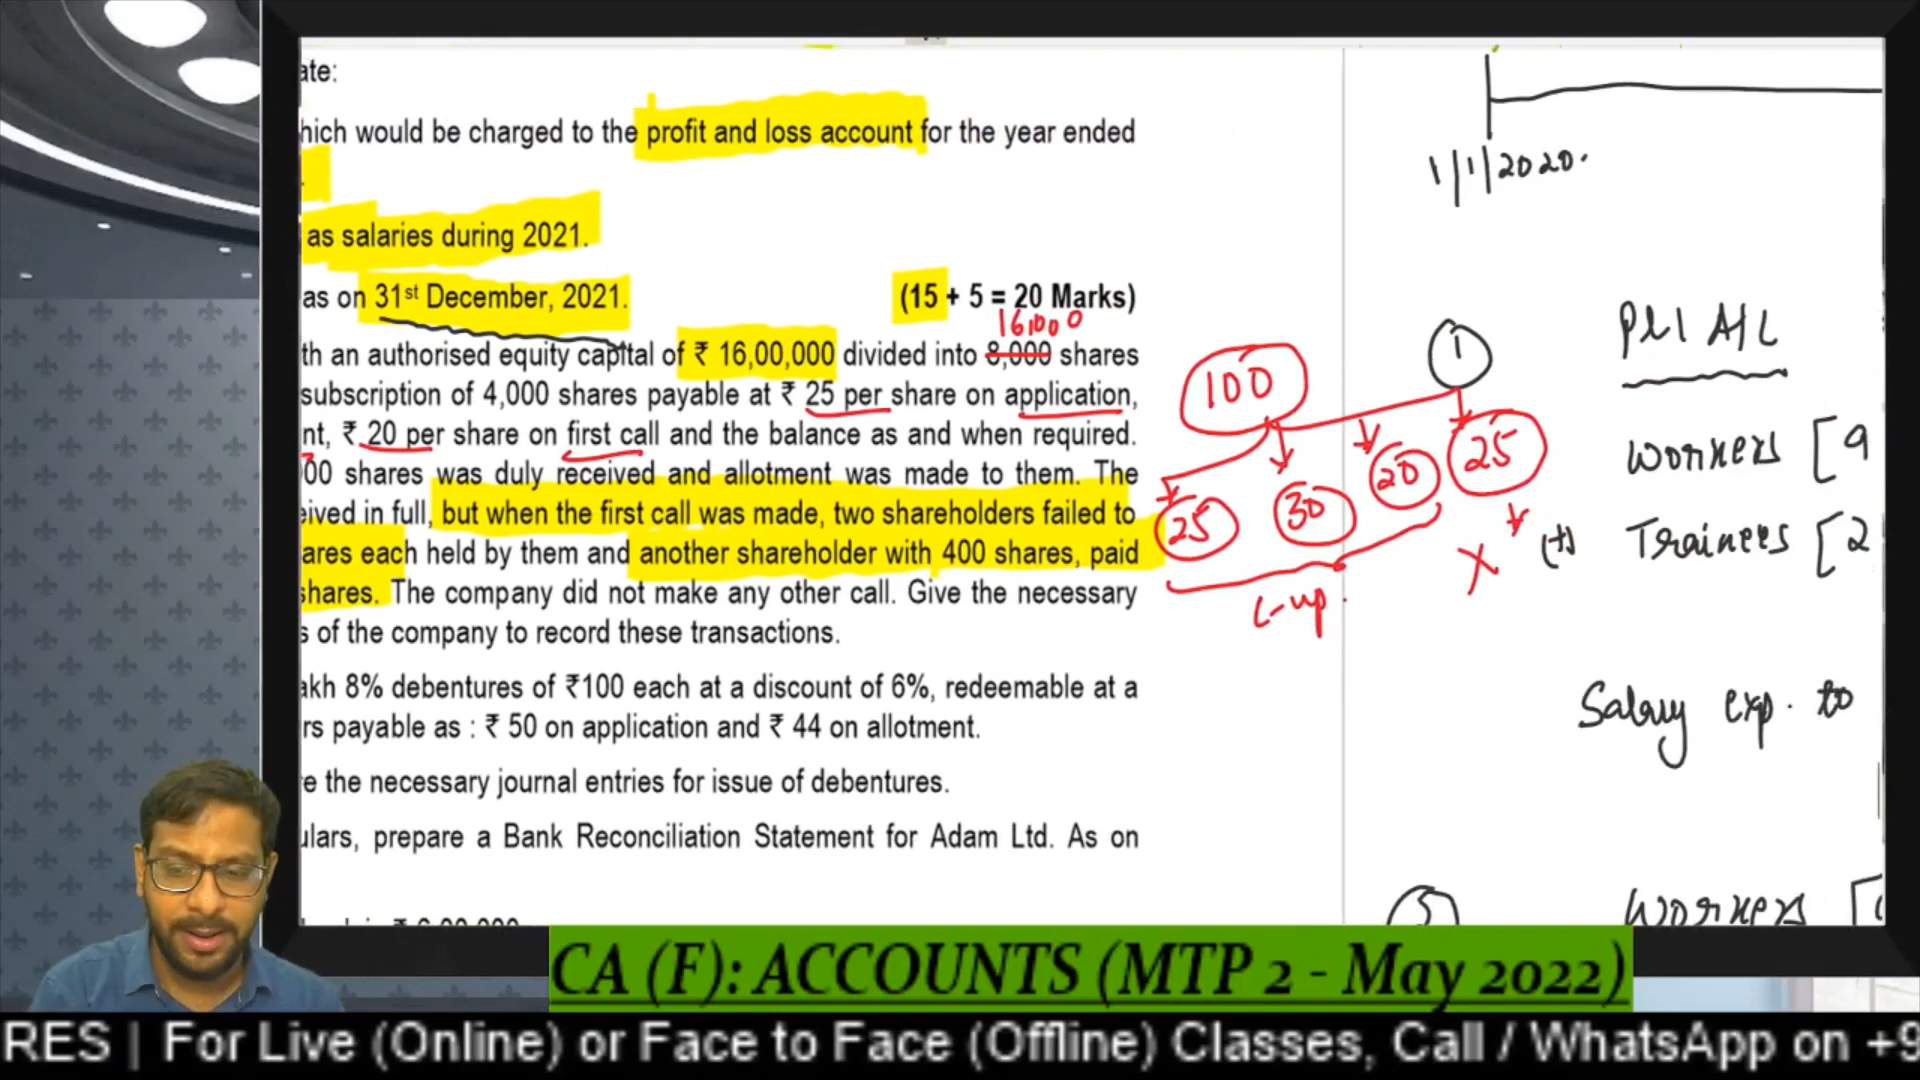 ate:
hich would be charged to the profit and loss account for the year ended
as salaries during 2021.
as on 31st December, 2021. (15 + 5 = 20 Marks)
16,000
th an authorised equity capital of ₹ 16,00,000 divided into 8,000 shares
subscription of 4,000 shares payable at ₹ 25 per share on application,
nt, ₹ 20 per share on first call and the balance as and when required.
00 shares was duly received and allotment was made to them. The
eived in full, but when the first call was made, two shareholders failed to
ares each held by them and another shareholder with 400 shares, paid
shares. The company did not make any other call. Give the necessary
s of the company to record these transactions.
akh 8% debentures of ₹100 each at a discount of 6%, redeemable at a
rs payable as : ₹ 50 on application and ₹ 44 on allotment.
e the necessary journal entries for issue of debentures.
ulars, prepare a Bank Reconciliation Statement for Adam Ltd. As on
100
1
25
30
20
25
X
C-up.
1/1/2020.
P&L A/c
Workers [9
(+) Trainees [2
Salary exp. to
5
Workers [
CA (F): ACCOUNTS (MTP 2 - May 2022)
RES | For Live (Online) or Face to Face (Offline) Classes, Call / WhatsApp on +9